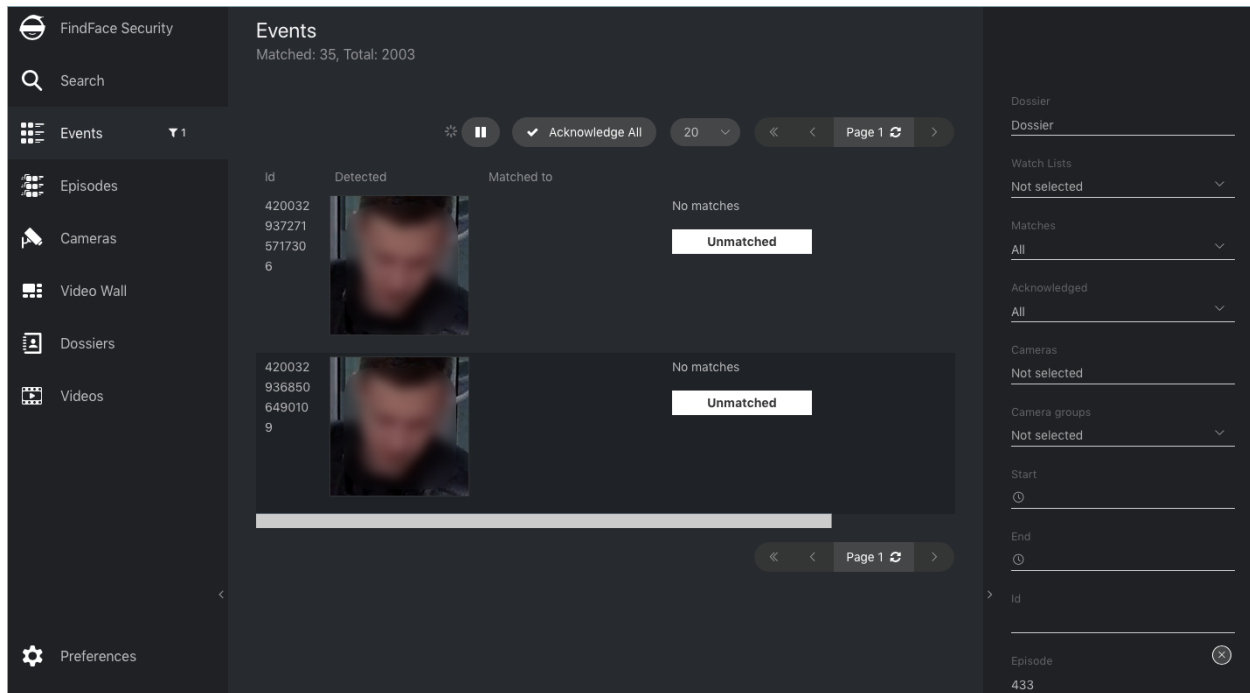 FindFace Security
Search
Events 1
Episodes
Cameras
Video Wall
Dossiers
Videos
Preferences
Events
Matched: 35, Total: 2003
Acknowledge All
20
Page 1
Id Detected Matched to
420032
937271
571730
6
No matches
Unmatched
420032
936850
649010
9
No matches
Unmatched
Page 1
Dossier
Dossier
Watch Lists
Not selected
Matches
All
Acknowledged
All
Cameras
Not selected
Camera groups
Not selected
Start
End
Id
Episode
433